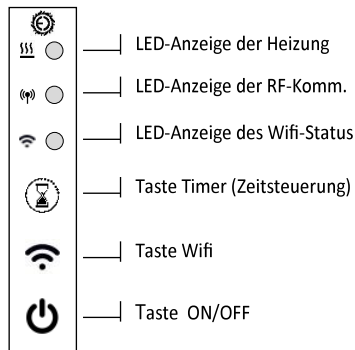 LED-Anzeige der Heizung
LED-Anzeige der RF-Komm.
LED-Anzeige des Wifi-Status
Taste Timer (Zeitsteuerung)
Taste Wifi
Taste ON/OFF